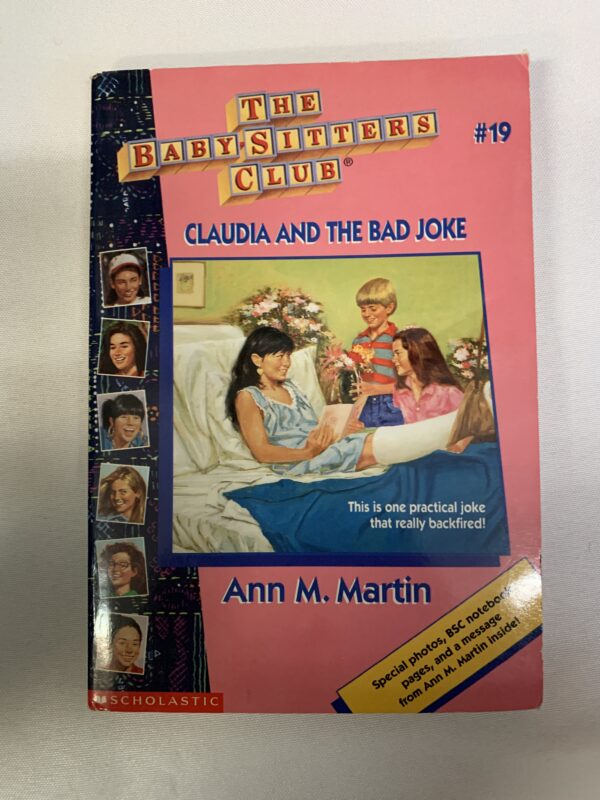 THE
BABY-SITTERS
CLUB®
#19
CLAUDIA AND THE BAD JOKE
This is one practical joke
that really backfired!
Ann M. Martin
Special photos, BSC notebook
pages, and a message
from Ann M. Martin inside!
SCHOLASTIC